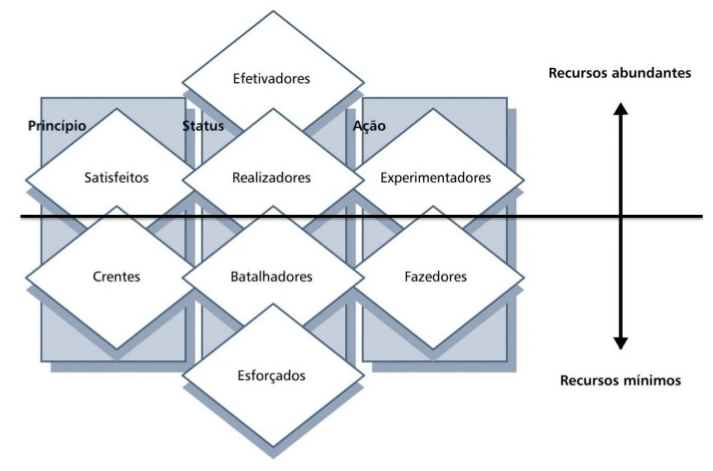 Efetivadores
Recursos abundantes
Princípio
Status
Ação
Satisfeitos
Realizadores
Experimentadores
Crentes
Batalhadores
Fazedores
Esforçados
Recursos mínimos